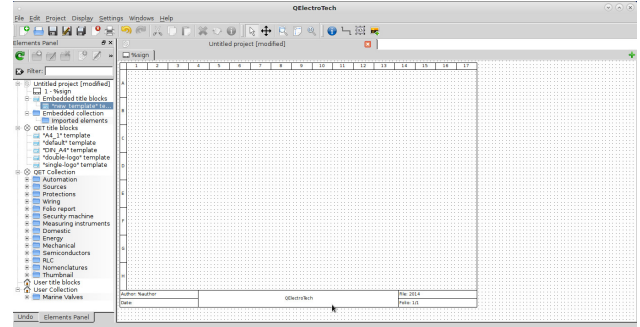 QElectroTech
File Edit Project Display Settings Windows Help
Elements Panel
Untitled project [modified]
%sign
Filter:
Untitled project [modified]
1 - %sign
Embedded title blocks
"new_template" te...
Embedded collection
Imported elements
QET title blocks
"A4_1" template
"default" template
"DIN_A4" template
"double-logo" template
"single-logo" template
QET Collection
Automation
Sources
Protections
Wiring
Folio report
Security machine
Measuring instruments
Domestic
Energy
Mechanical
Semiconductors
RLC
Nomenclatures
Thumbnail
User title blocks
User Collection
Marine Valves
Undo Elements Panel
1 2 3 4 5 6 7 8 9 10 11 12 13 14 15 16 17
A
B
C
D
E
F
G
H
Author: %author
Date:
QElectroTech
File: 2014
Folio: 1/1